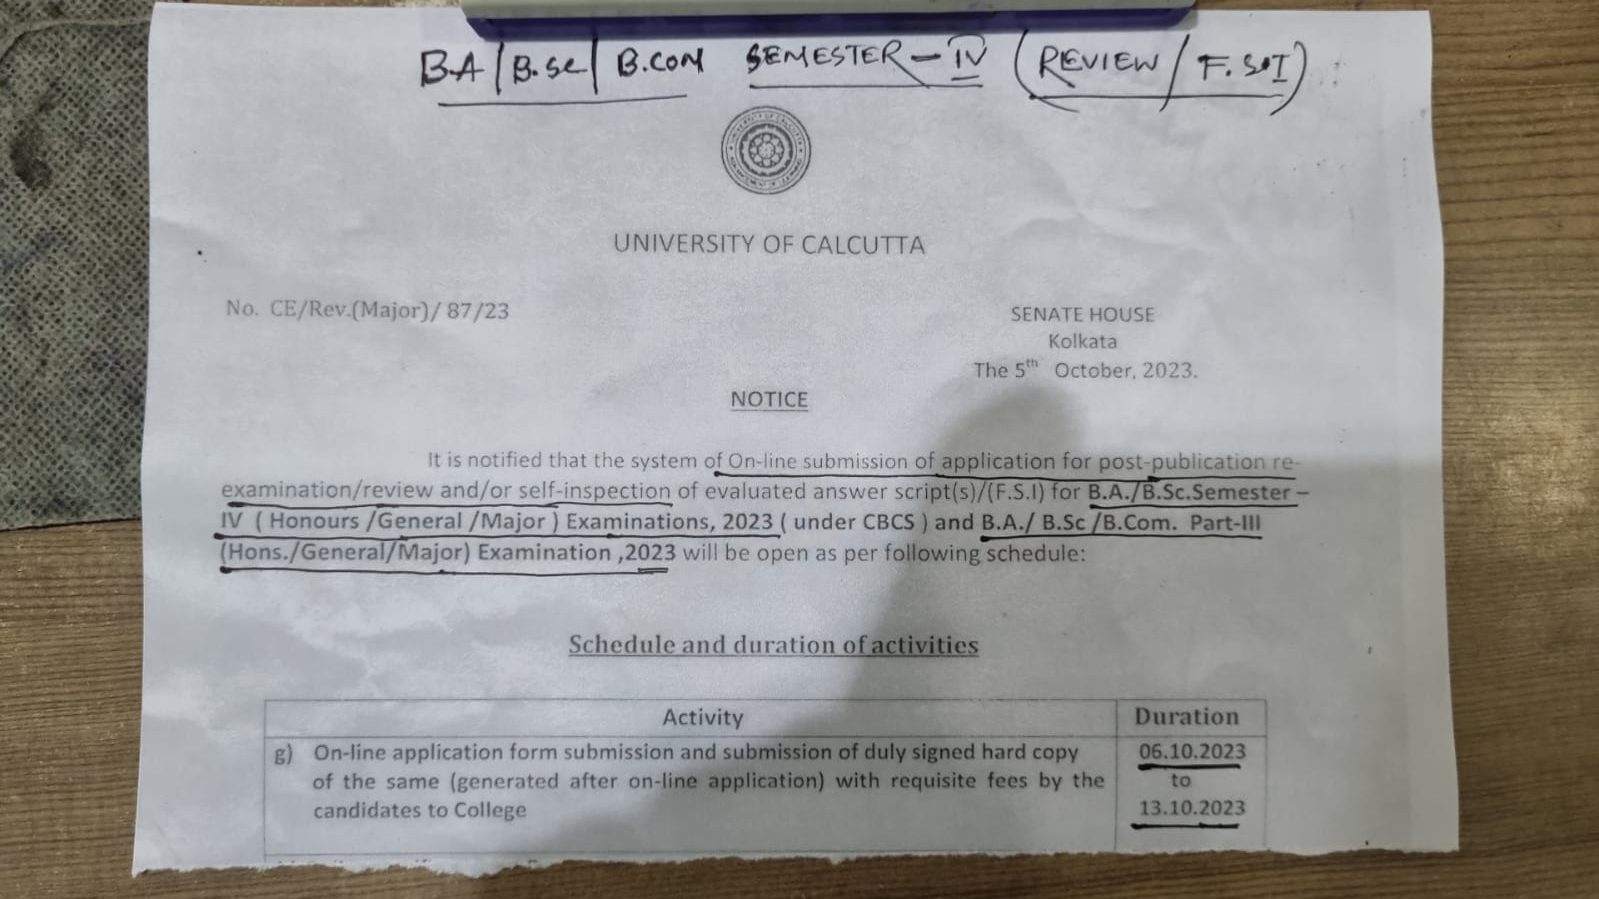 B.A/B.Sc/B.COM SEMESTER-IV (REVIEW/F.S.I)
UNIVERSITY OF CALCUTTA
No. CE/Rev.(Major)/ 87/23
SENATE HOUSE
Kolkata
The 5th October, 2023.
NOTICE
It is notified that the system of On-line submission of application for post-publication re-
examination/review and/or self-inspection of evaluated answer script(s)/(F.S.I) for B.A./B.Sc.Semester –
IV ( Honours /General /Major ) Examinations, 2023 ( under CBCS ) and B.A./ B.Sc /B.Com. Part-III
(Hons./General/Major) Examination ,2023 will be open as per following schedule:
Schedule and duration of activities
Activity
Duration
g) On-line application form submission and submission of duly signed hard copy
of the same (generated after on-line application) with requisite fees by the
candidates to College
06.10.2023
to
13.10.2023